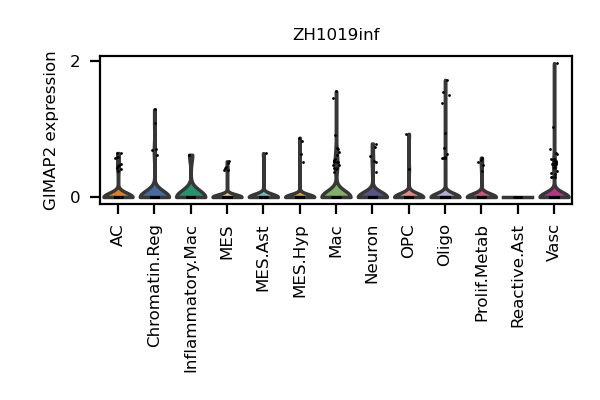 ZH1019inf
GIMAP2 expression
2
0
AC
Chromatin.Reg
Inflammatory.Mac
MES
MES.Ast
MES.Hyp
Mac
Neuron
OPC
Oligo
Prolif.Metab
Reactive.Ast
Vasc